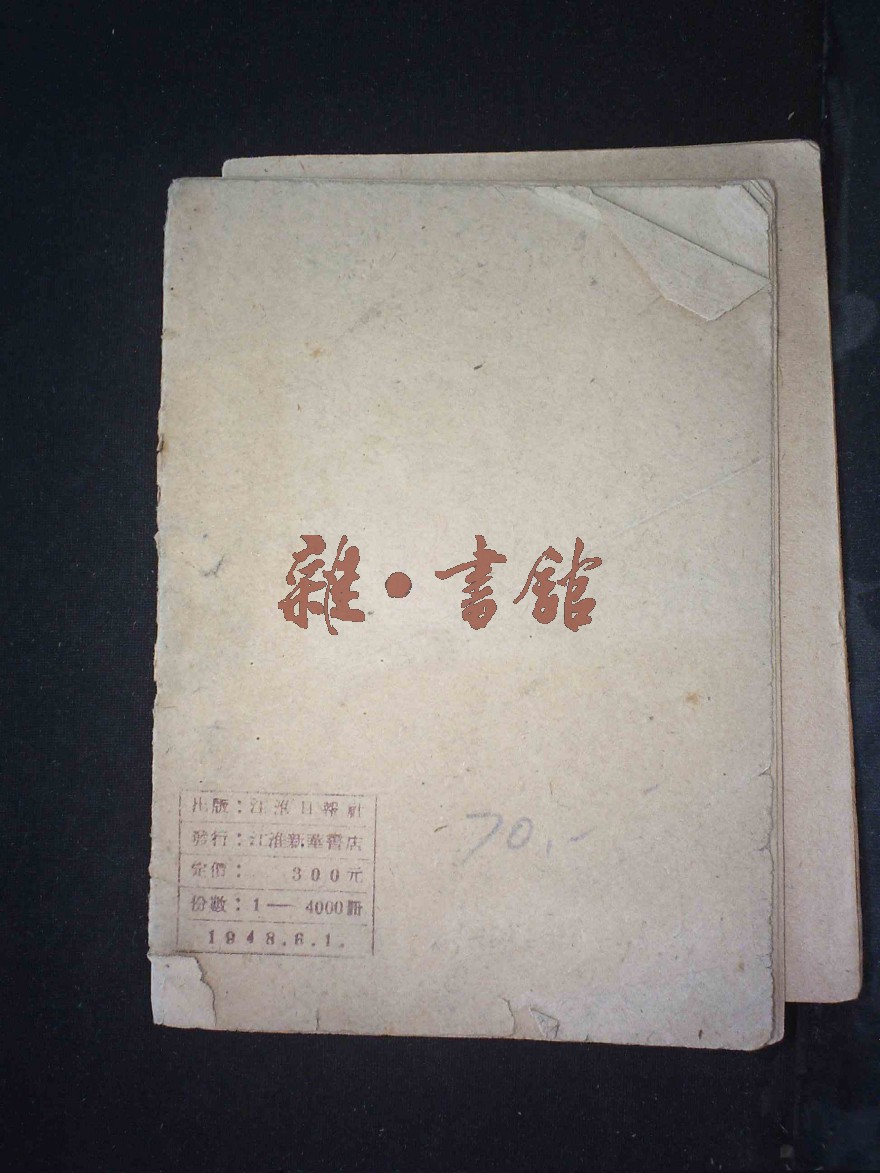 雜·書館
出版：江淮日報社
發行：江淮新華書店
定價： 300元
份數：1— 4000冊
1948.6.1.
70.-